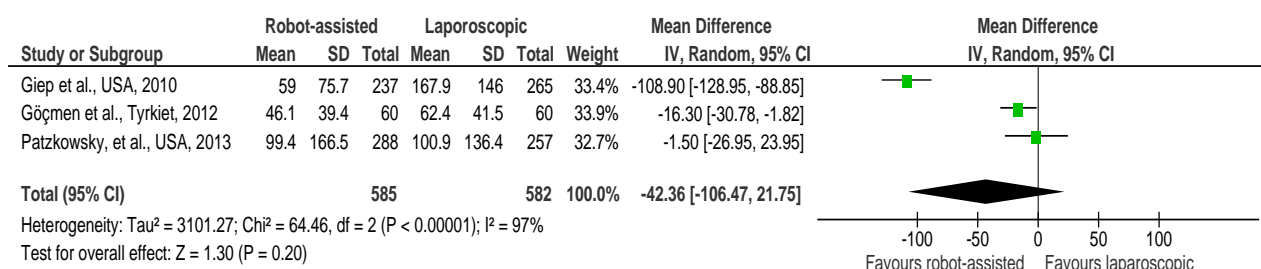 Robot-assisted Laparoscopic Mean Difference Mean Difference
Study or Subgroup Mean SD Total Mean SD Total Weight IV, Random, 95% CI IV, Random, 95% CI
Giep et al., USA, 2010 59 75.7 237 167.9 146 265 33.4% -108.90 [-128.95, -88.85]
Göçmen et al., Tyrkiet, 2012 46.1 39.4 60 62.4 41.5 60 33.9% -16.30 [-30.78, -1.82]
Patzkowsky, et al., USA, 2013 99.4 166.5 288 100.9 136.4 257 32.7% -1.50 [-26.95, 23.95]
Total (95% CI) 585 582 100.0% -42.36 [-106.47, 21.75]
Heterogeneity: Tau² = 3101.27; Chi² = 64.46, df = 2 (P < 0.00001); I² = 97%
Test for overall effect: Z = 1.30 (P = 0.20)
-100 -50 0 50 100
Favours robot-assisted Favours laparoscopic